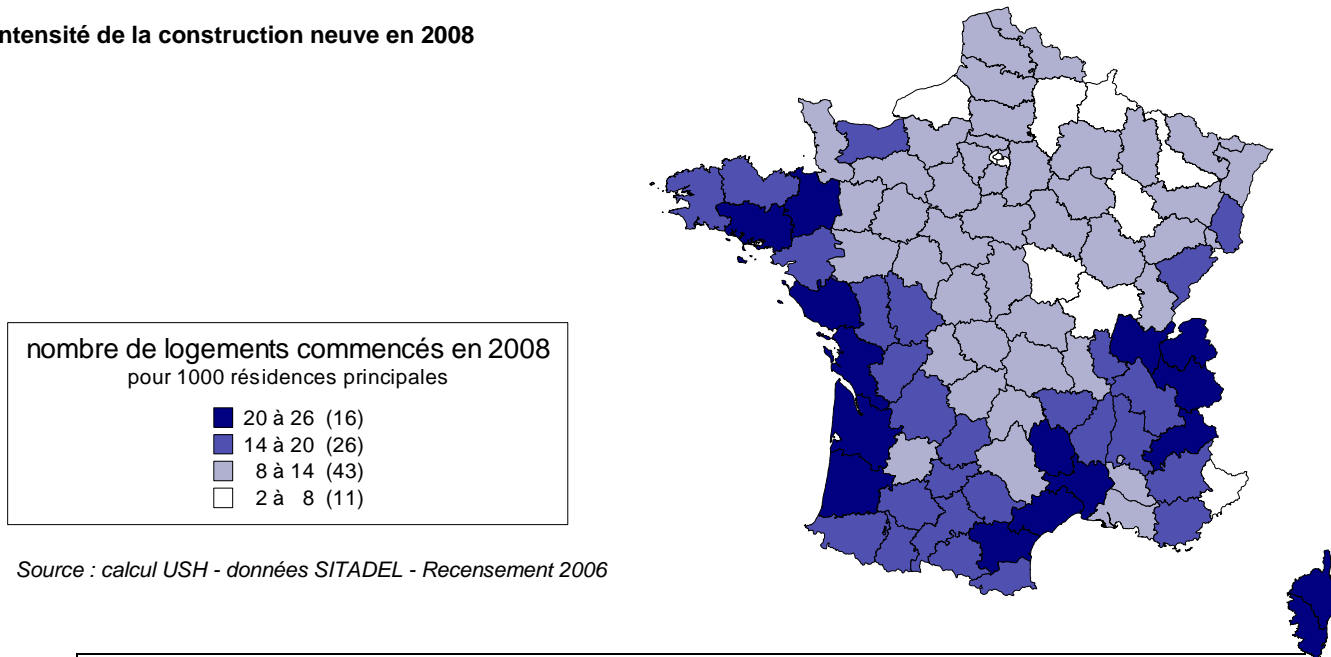 ntensité de la construction neuve en 2008
nombre de logements commencés en 2008
pour 1000 résidences principales
20 à 26 (16)
14 à 20 (26)
8 à 14 (43)
2 à 8 (11)
Source : calcul USH - données SITADEL - Recensement 2006